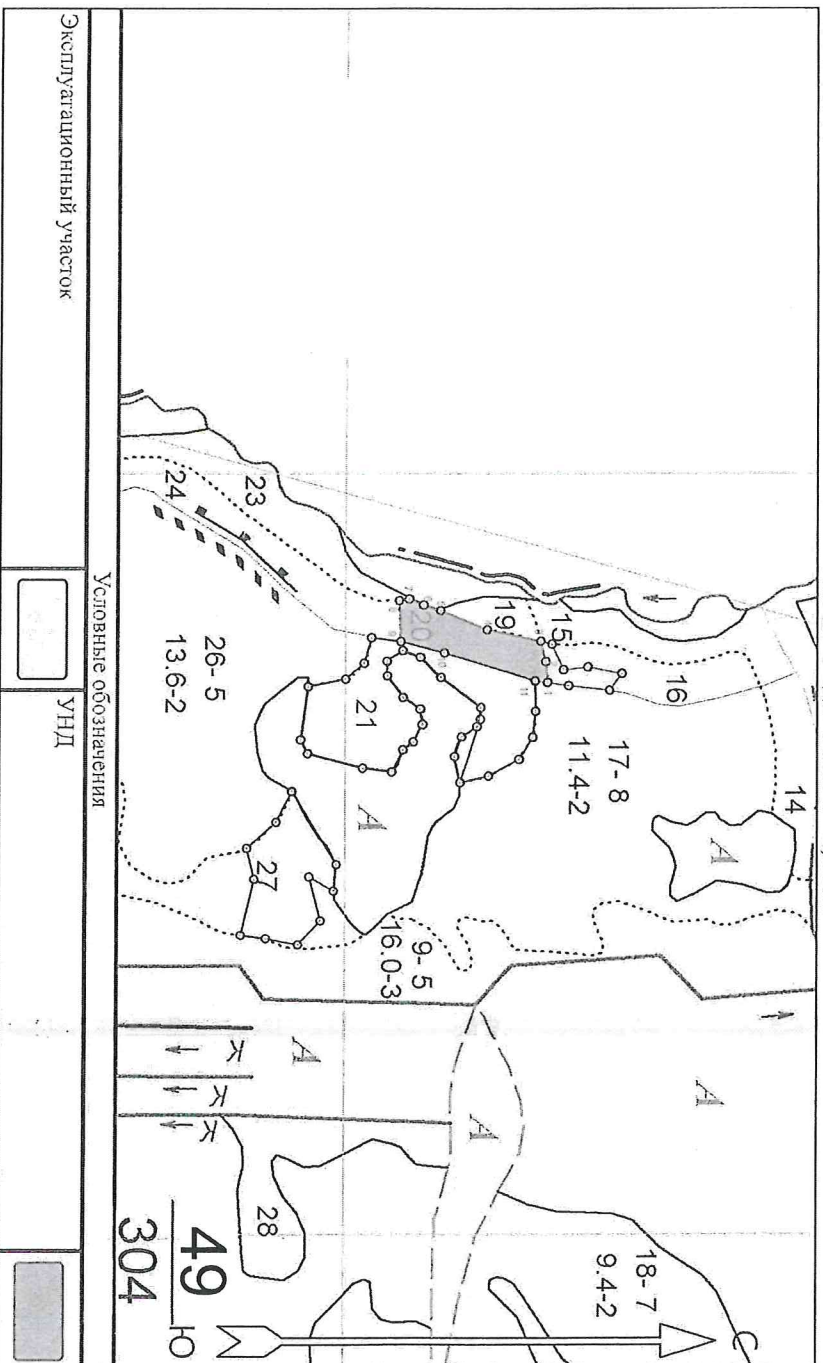 С
14
17- 8
11.4-2
16
15
19
20
А
18- 7
9.4-2
А
А
9- 5
16.0-3
А
21
27
А
23
24
26- 5
13.6-2
К
К
К
28
49
304
Ю
Условные обозначения
Эксплуатационный участок
УНД